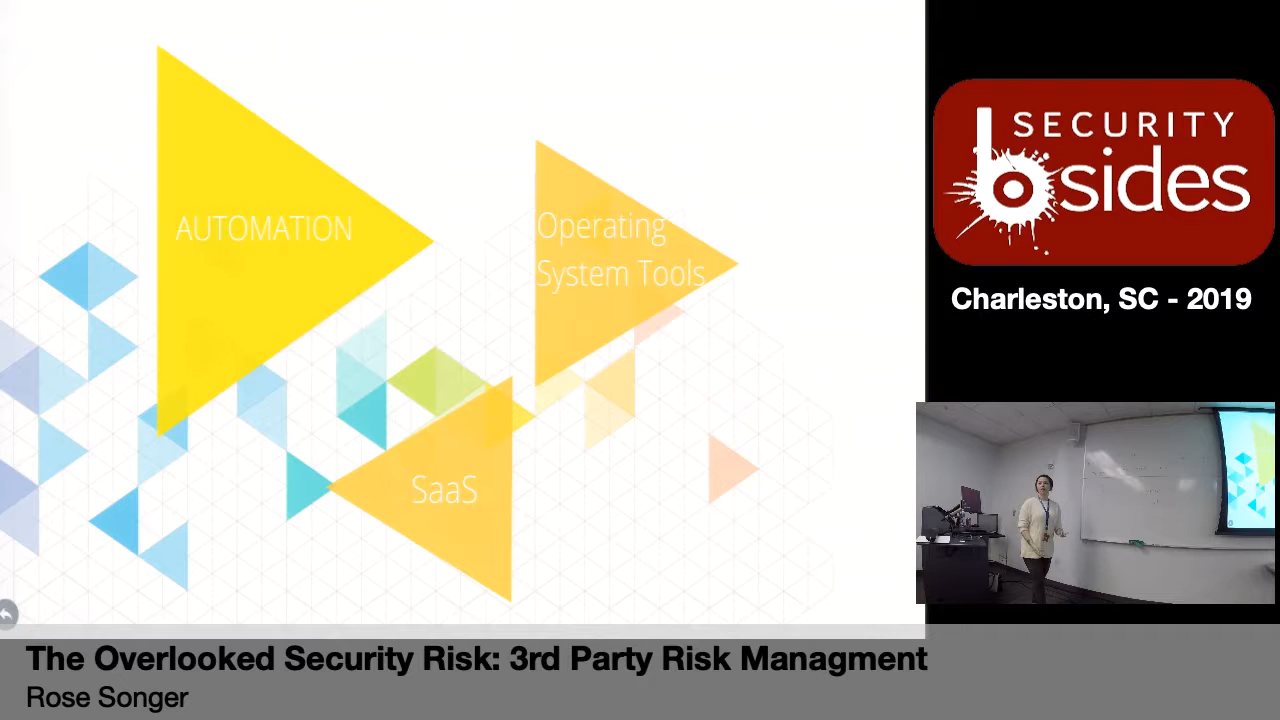 AUTOMATION
Operating
System Tools
SaaS
SECURITY
bsides
Charleston, SC - 2019
The Overlooked Security Risk: 3rd Party Risk Managment
Rose Songer